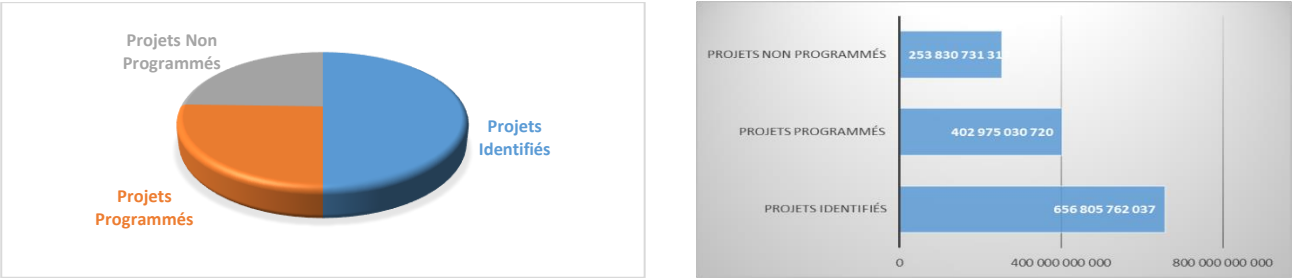 Projets Non
Programmés
Projets
Identifiés
Projets
Programmés
PROJETS NON PROGRAMMÉS
253 830 731 31
PROJETS PROGRAMMÉS
402 975 030 720
PROJETS IDENTIFIÉS
656 805 762 037
0
400 000 000 000
800 000 000 000